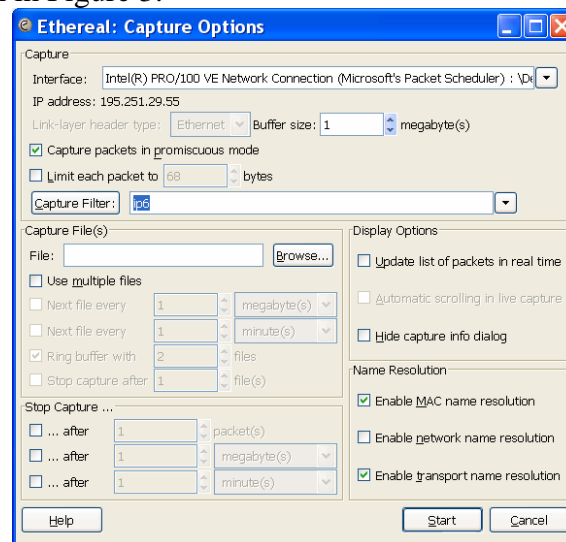 in Figure 3.
Ethereal: Capture Options
Capture
Interface: Intel(R) PRO/100 VE Network Connection (Microsoft's Packet Scheduler) : \De
IP address: 195.251.29.55
Link-layer header type: Ethernet Buffer size: 1 megabyte(s)
Capture packets in promiscuous mode
Limit each packet to 68 bytes
Capture Filter: ip6
Capture File(s)
File: Browse...
Use multiple files
Next file every 1 megabyte(s)
Next file every 1 minute(s)
Ring buffer with 2 files
Stop capture after 1 file(s)
Stop Capture ...
... after 1 packet(s)
... after 1 megabyte(s)
... after 1 minute(s)
Display Options
Update list of packets in real time
Automatic scrolling in live capture
Hide capture info dialog
Name Resolution
Enable MAC name resolution
Enable network name resolution
Enable transport name resolution
Help Start Cancel